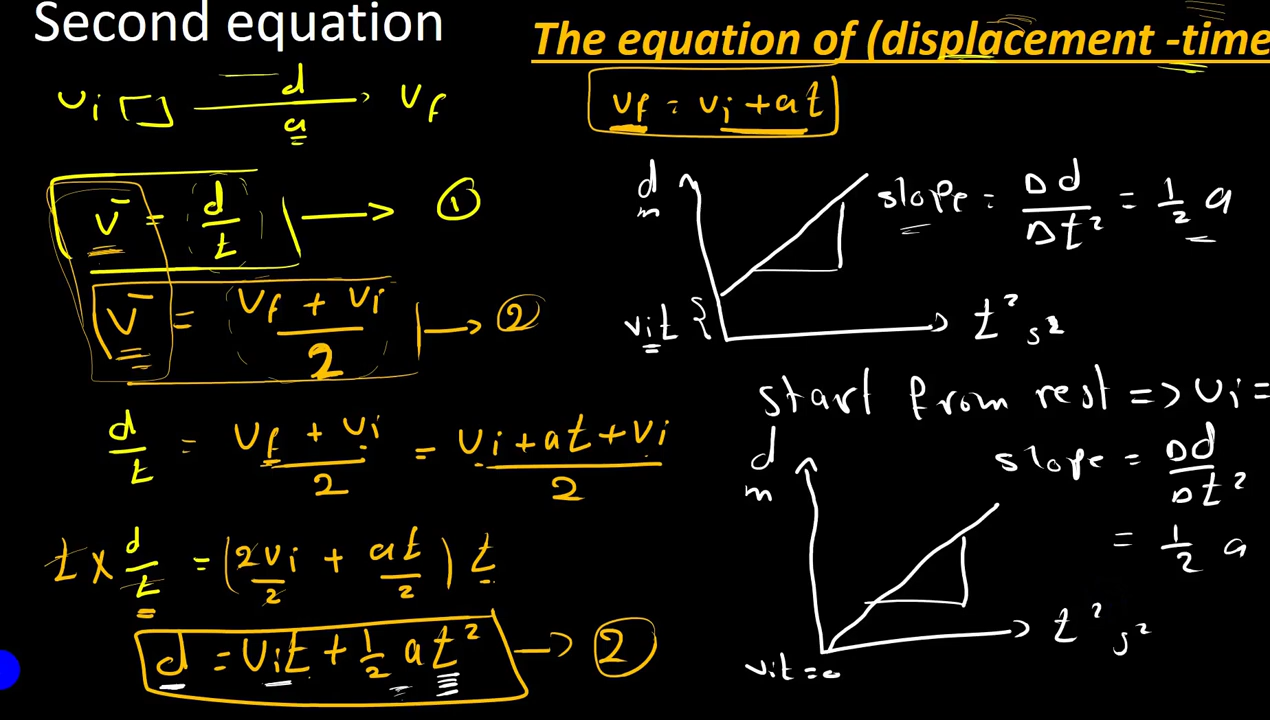 Second equation
The equation of (displacement -time
vi d vf
a
vf = vi + at
v̄ = d/t → ①
v̄ = (vf + vi)/2 → ②
d/t = (vf + vi)/2 = (vi + at + vi)/2
t × d/t = (2vi/2 + at/2) t
d = vit + 1/2 at² → ②
d
m
slope = Δd/Δt² = 1/2 a
vit
t² s²
start from rest => vi =
d
m
slope = Δd/Δt²
= 1/2 a
t² s²
vit = 0